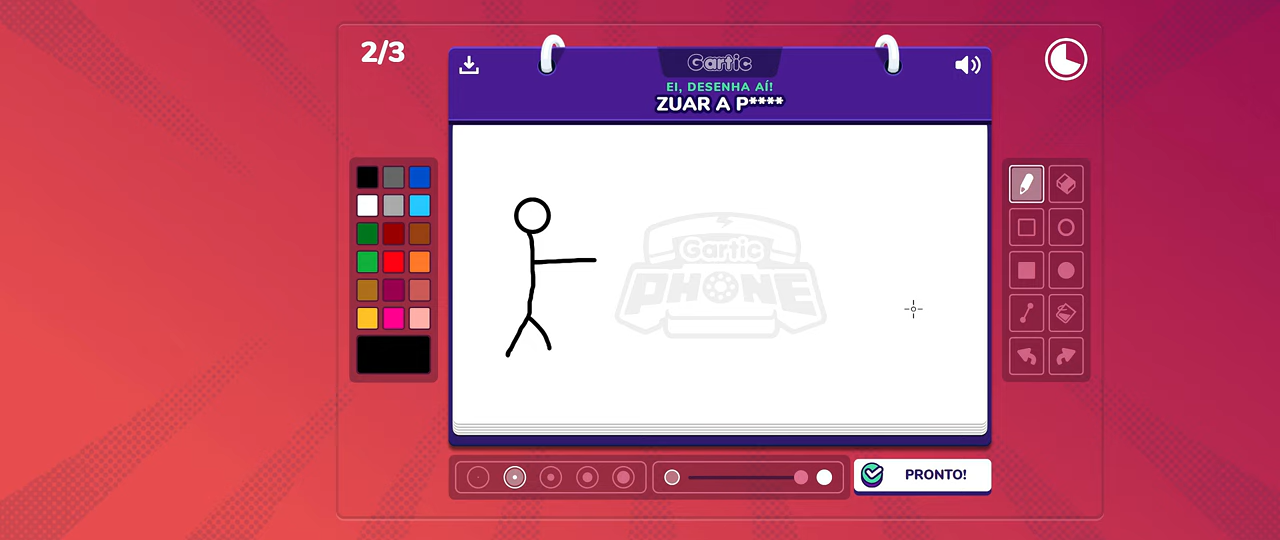 2/3
Gartic
EI, DESENHA AÍ!
ZUAR A P****
Gartic
PHONE
PRONTO!